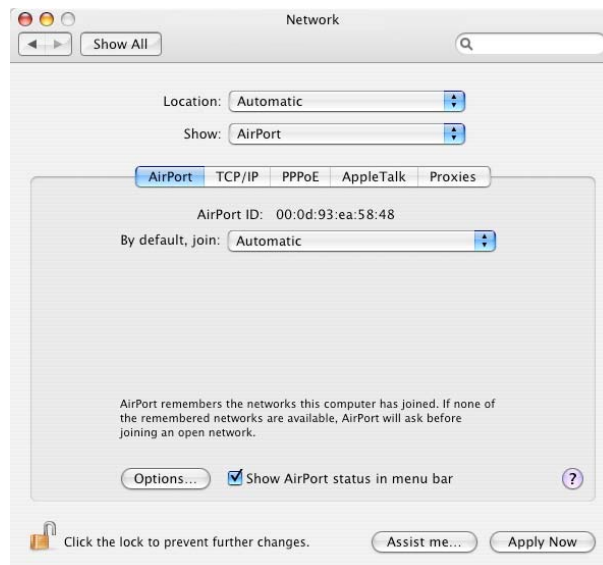 Network
Show All
Location: Automatic
Show: AirPort
AirPort TCP/IP PPPoE AppleTalk Proxies
AirPort ID: 00:0d:93:ea:58:48
By default, join: Automatic
AirPort remembers the networks this computer has joined. If none of
the remembered networks are available, AirPort will ask before
joining an open network.
Options... Show AirPort status in menu bar ?
Click the lock to prevent further changes. Assist me... Apply Now